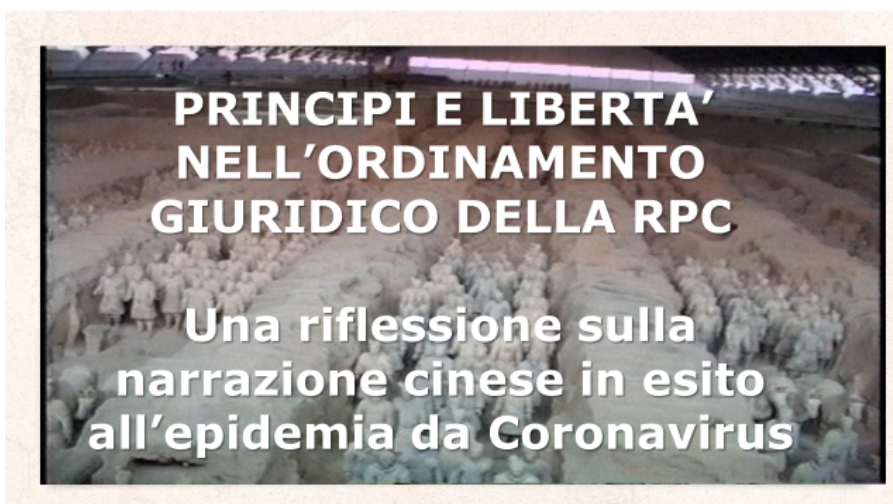 PRINCIPI E LIBERTA’
NELL’ORDINAMENTO
GIURIDICO DELLA RPC
Una riflessione sulla
narrazione cinese in esito
all’epidemia da Coronavirus